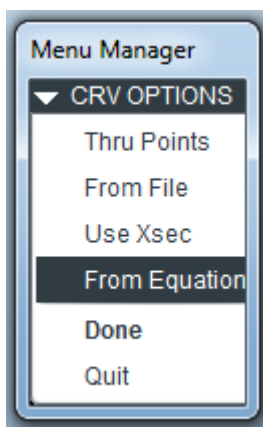 Menu Manager
CRV OPTIONS
Thru Points
From File
Use Xsec
From Equation
Done
Quit